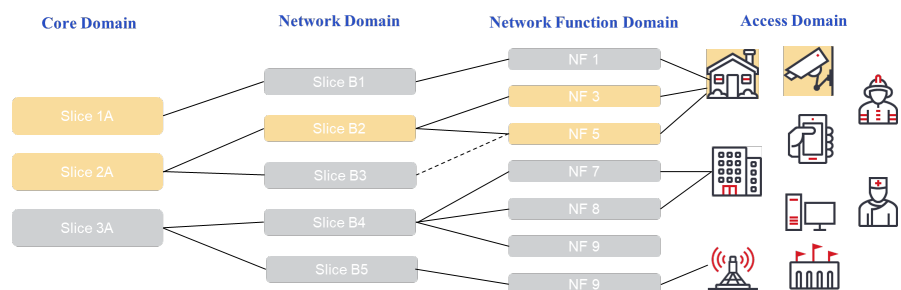 Core Domain
Network Domain
Network Function Domain
Access Domain
Slice 1A
Slice 2A
Slice 3A
Slice B1
Slice B2
Slice B3
Slice B4
Slice B5
NF 1
NF 3
NF 5
NF 7
NF 8
NF 9
NF 9